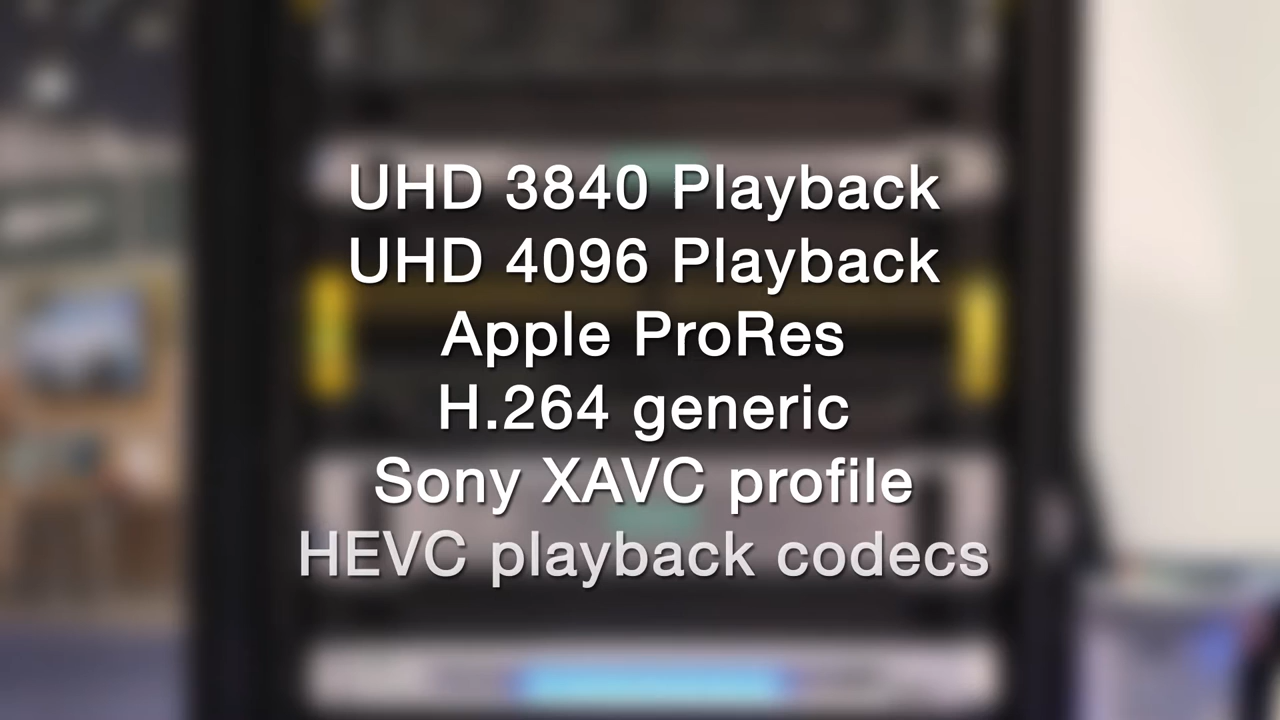 UHD 3840 Playback
UHD 4096 Playback
Apple ProRes
H.264 generic
Sony XAVC profile
HEVC playback codecs